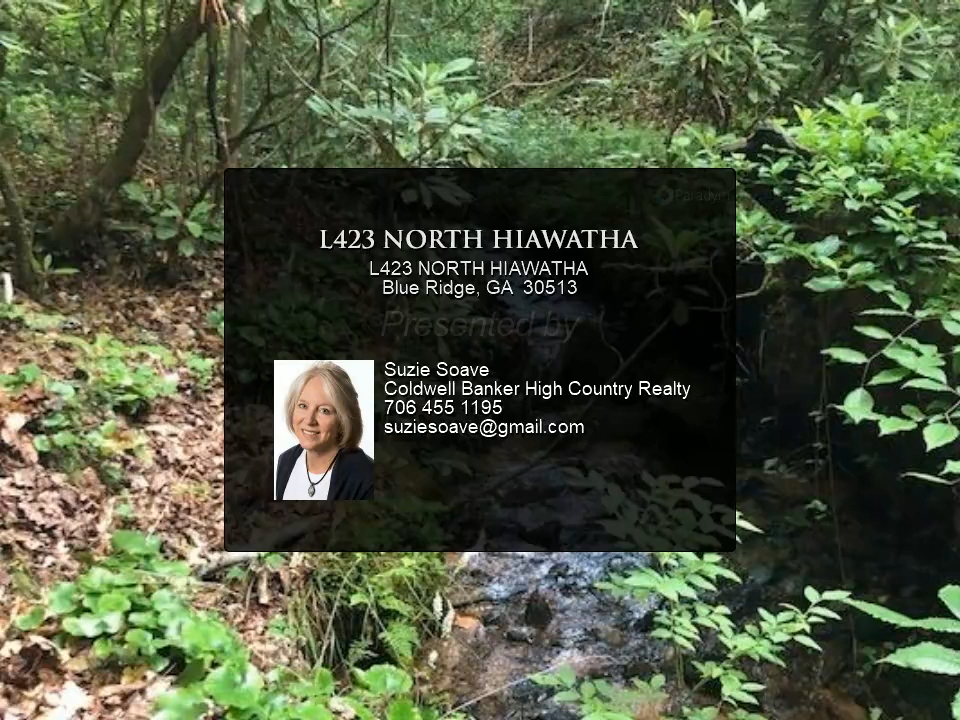 L423 NORTH HIAWATHA
L423 NORTH HIAWATHA
Blue Ridge, GA 30513
Presented by
Suzie Soave
Coldwell Banker High Country Realty
706 455 1195
suziesoave@gmail.com